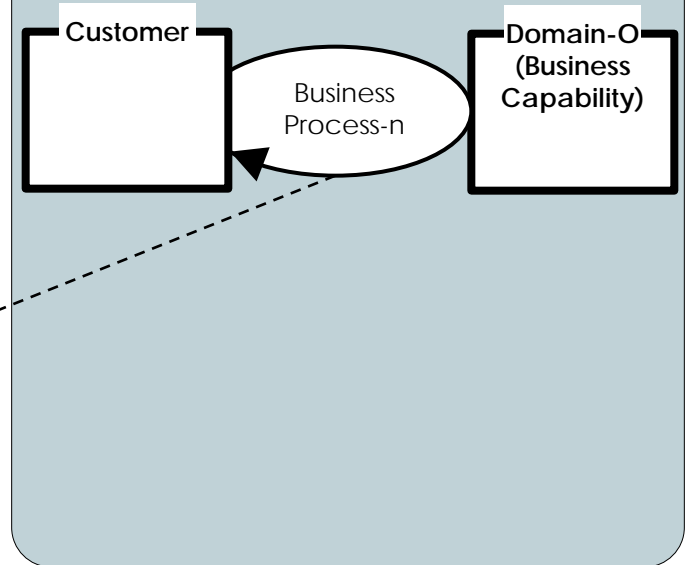 Customer
Business
Process-n
Domain-O
(Business
Capability)